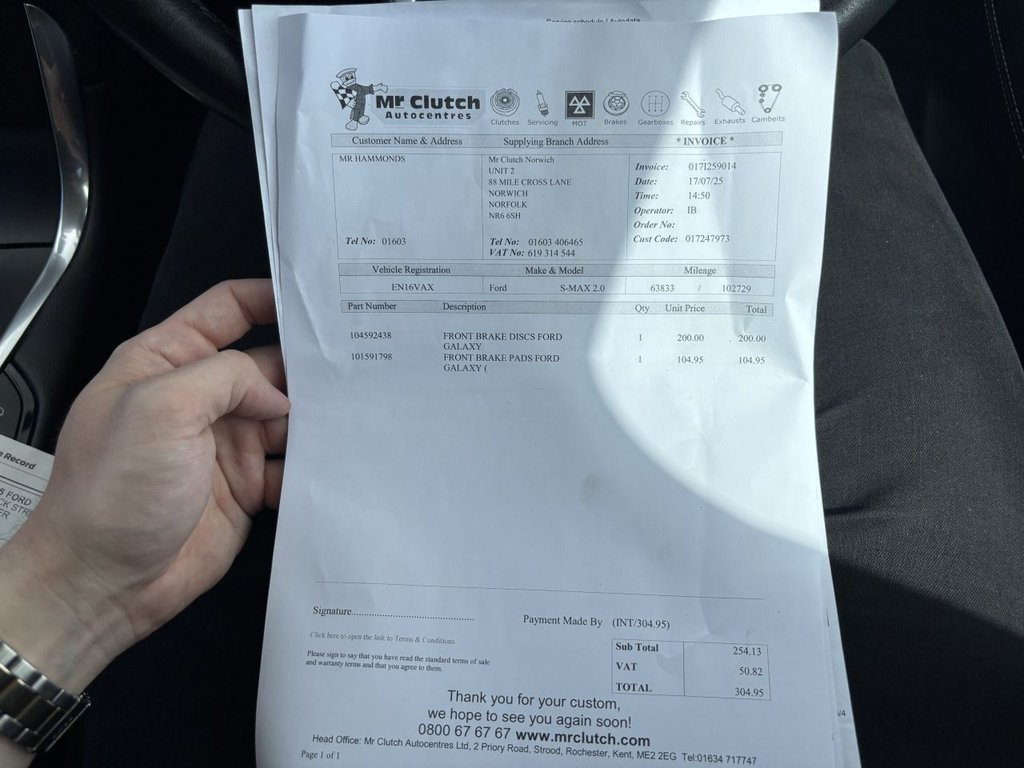 Service schedule | Autodata
Mr Clutch
Autocentres
Clutches Servicing MOT Brakes Gearboxes Repairs Exhausts Cambelts
Customer Name & Address Supplying Branch Address * INVOICE *
MR HAMMONDS Mr Clutch Norwich Invoice: 0171259014
UNIT 2 Date: 17/07/25
88 MILE CROSS LANE Time: 14:50
NORWICH Operator: IB
NORFOLK Order No:
NR6 6SH Cust Code: 017247973
Tel No: 01603 Tel No: 01603 406465
VAT No: 619 314 544
Vehicle Registration Make & Model Mileage
EN16VAX Ford S-MAX 2.0 63833 / 102729
Part Number Description Qty Unit Price Total
104592438 FRONT BRAKE DISCS FORD 1 200.00 200.00
GALAXY
101591798 FRONT BRAKE PADS FORD 1 104.95 104.95
GALAXY (
Signature.............................................
Payment Made By (INT/304.95)
Click here to open the link to Terms & Conditions
Please sign to say that you have read the standard terms of sale
and warranty terms and that you agree to them.
Sub Total 254.13
VAT 50.82
TOTAL 304.95
Thank you for your custom,
we hope to see you again soon!
0800 67 67 67 www.mrclutch.com
Head Office: Mr Clutch Autocentres Ltd, 2 Priory Road, Strood, Rochester, Kent, ME2 2EG Tel:01634 717747
Page 1 of 1
/4
Record
FORD